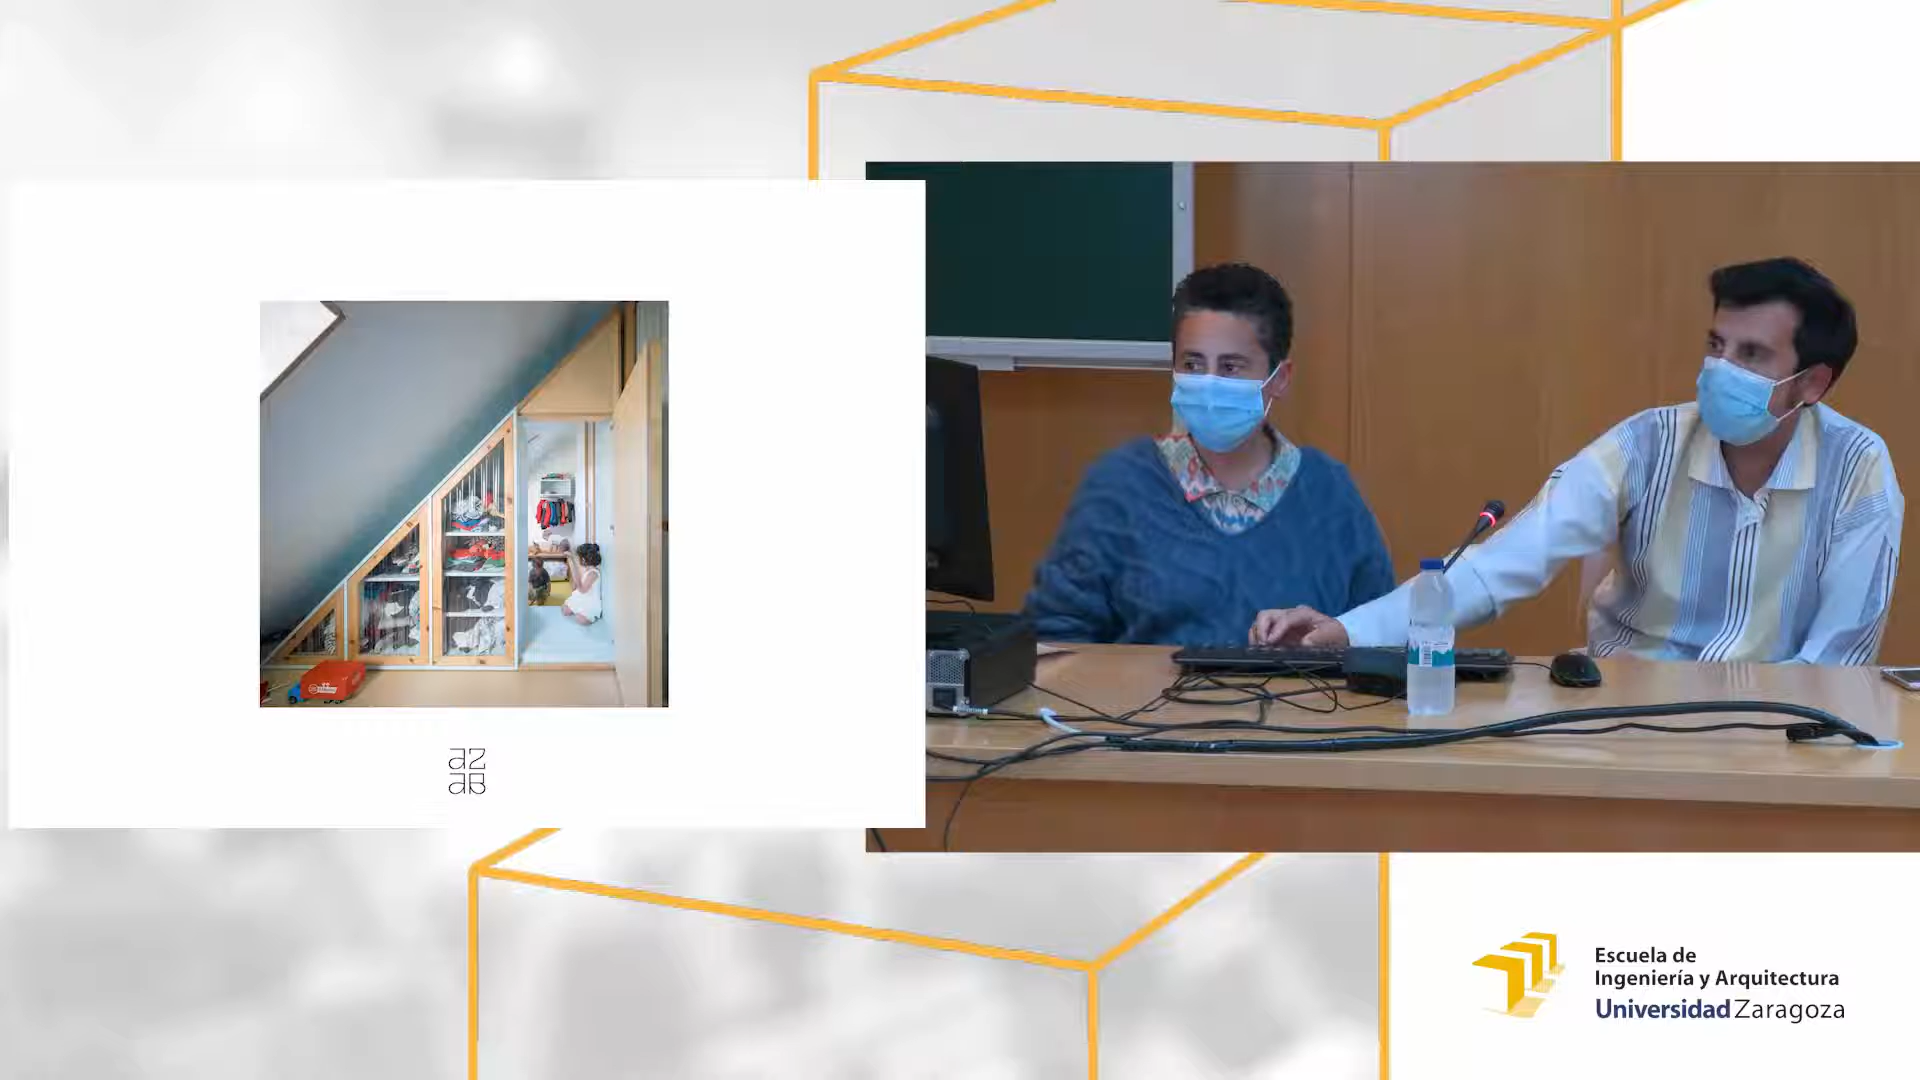 az
ab
Escuela de
Ingeniería y Arquitectura
Universidad Zaragoza